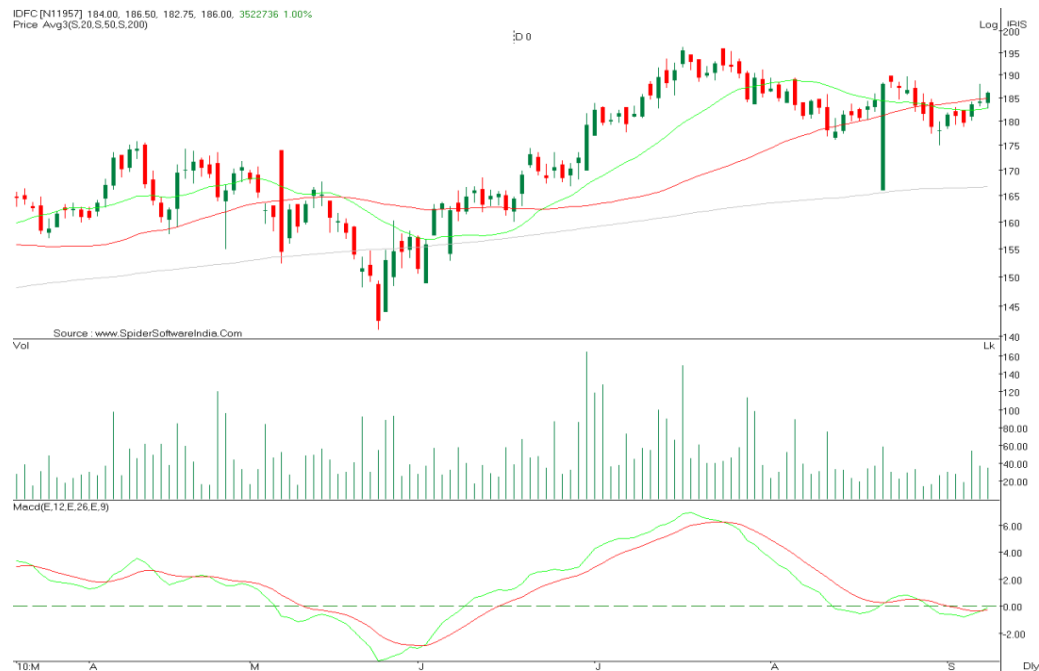 IDFC [N11957] 184.00, 186.50, 182.75, 186.00, 3522736 1.00%
Price Avg3(S,20,S,50,S,200)
Log IRIS
D 0
200
195
190
185
180
175
170
165
160
155
150
145
140
Source : www.SpiderSoftwareIndia.Com
Vol
Lk
160
140
120
100
80.00
60.00
40.00
20.00
Macd(E,12,E,26,E,9)
6.00
4.00
2.00
0.00
-2.00
'10:M A M J J A S Dly